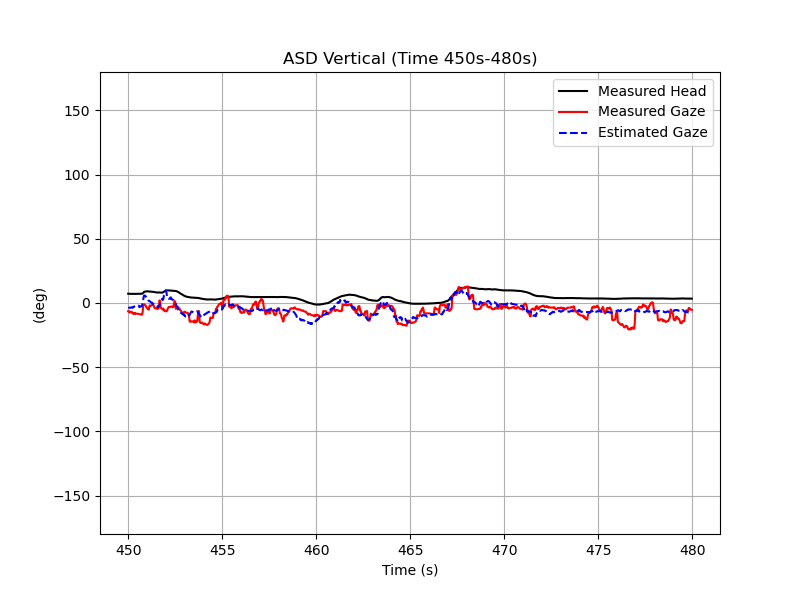 ASD Vertical (Time 450s-480s)
Measured Head
Measured Gaze
Estimated Gaze
150
100
50
0
−50
−100
−150
(deg)
450 455 460 465 470 475 480
Time (s)